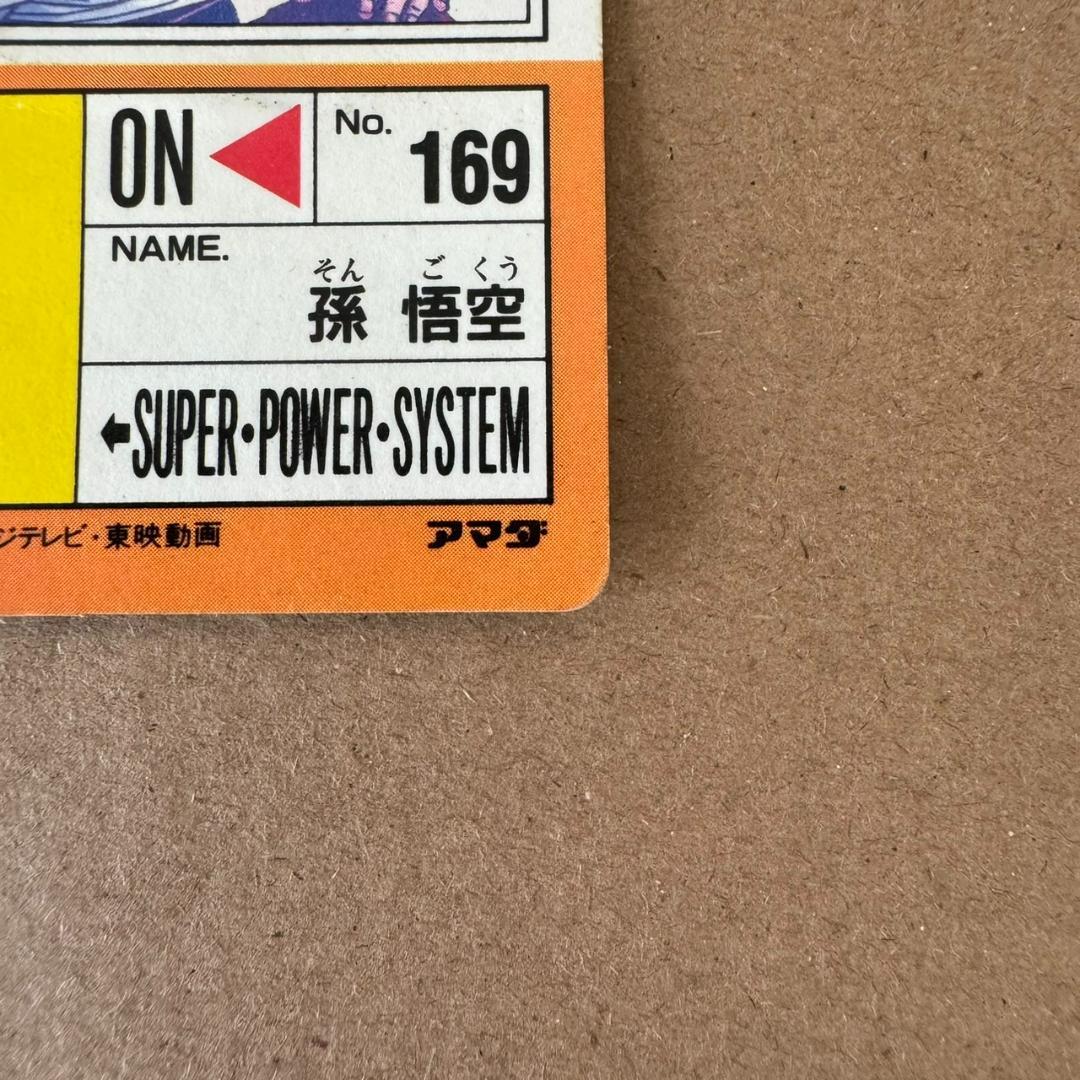 ON
No.
169
NAME.
そん ご くう
孫 悟空
SUPER・POWER・SYSTEM
ジテレビ・東映動画
アマダ